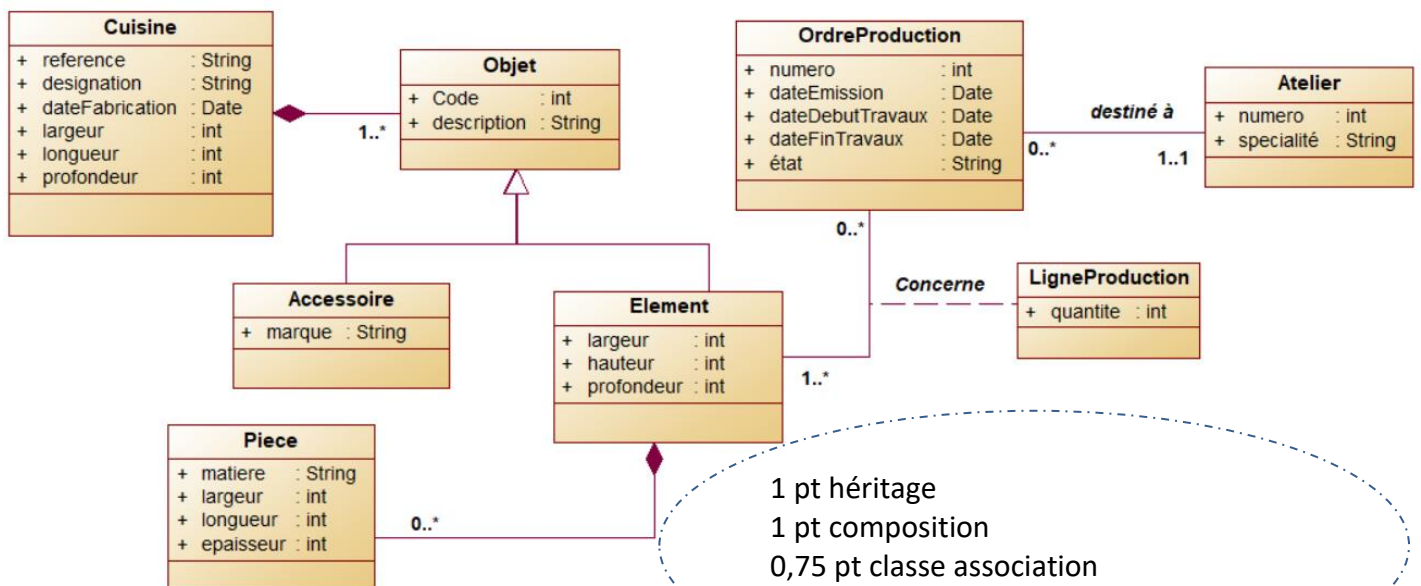 Cuisine
+ reference : String
+ designation : String
+ dateFabrication : Date
+ largeur : int
+ longueur : int
+ profondeur : int
1..*
Objet
+ Code : int
+ description : String
OrdreProduction
+ numero : int
+ dateEmission : Date
+ dateDebutTravaux : Date
+ dateFinTravaux : Date
+ état : String
destiné à
0..*
1..1
Atelier
+ numero : int
+ specialité : String
0..*
Concerne
LigneProduction
+ quantite : int
1..*
Accessoire
+ marque : String
Element
+ largeur : int
+ hauteur : int
+ profondeur : int
Piece
+ matiere : String
+ largeur : int
+ longueur : int
+ epaisseur : int
0..*
1 pt héritage
1 pt composition
0,75 pt classe association